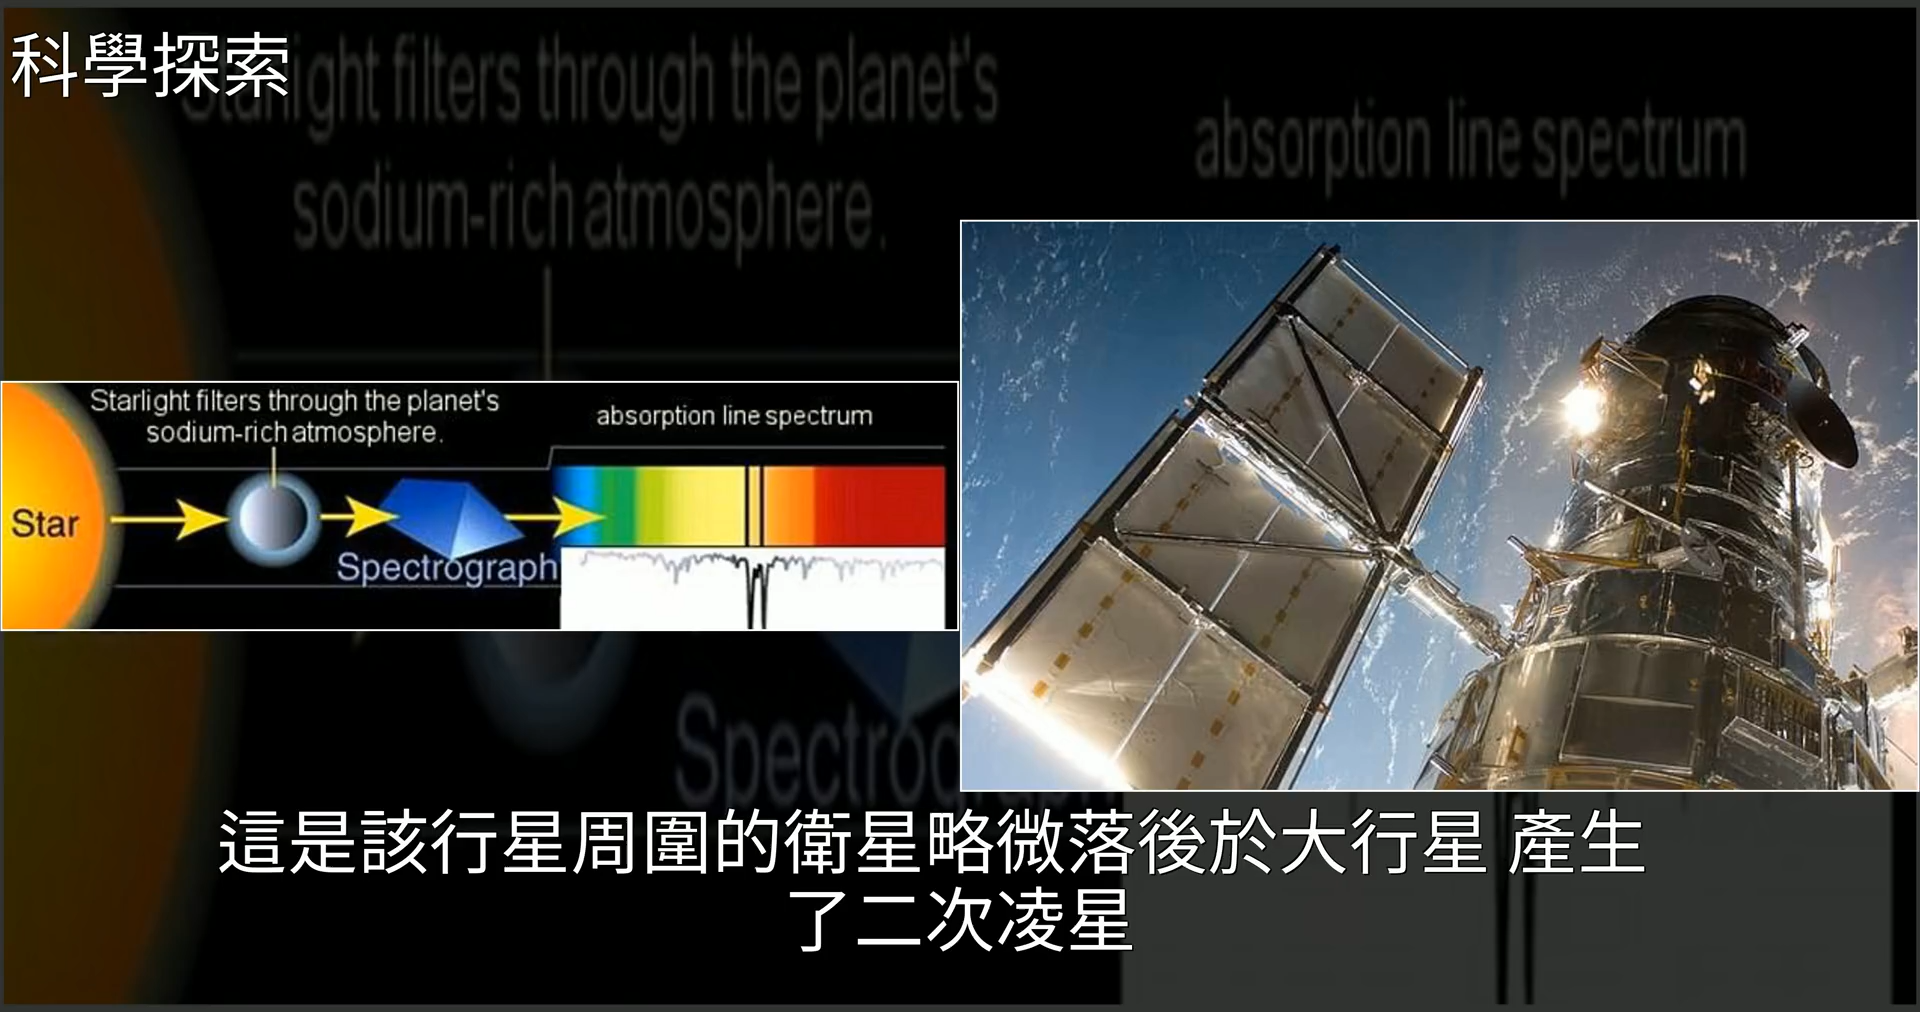 科學探索
Starlight filters through the planet's
sodium-rich atmosphere.
absorption line spectrum
Starlight filters through the planet's
sodium-rich atmosphere.
absorption line spectrum
Star
Spectrograph
Spectrog
這是該行星周圍的衛星略微落後於大行星 產生
了二次凌星